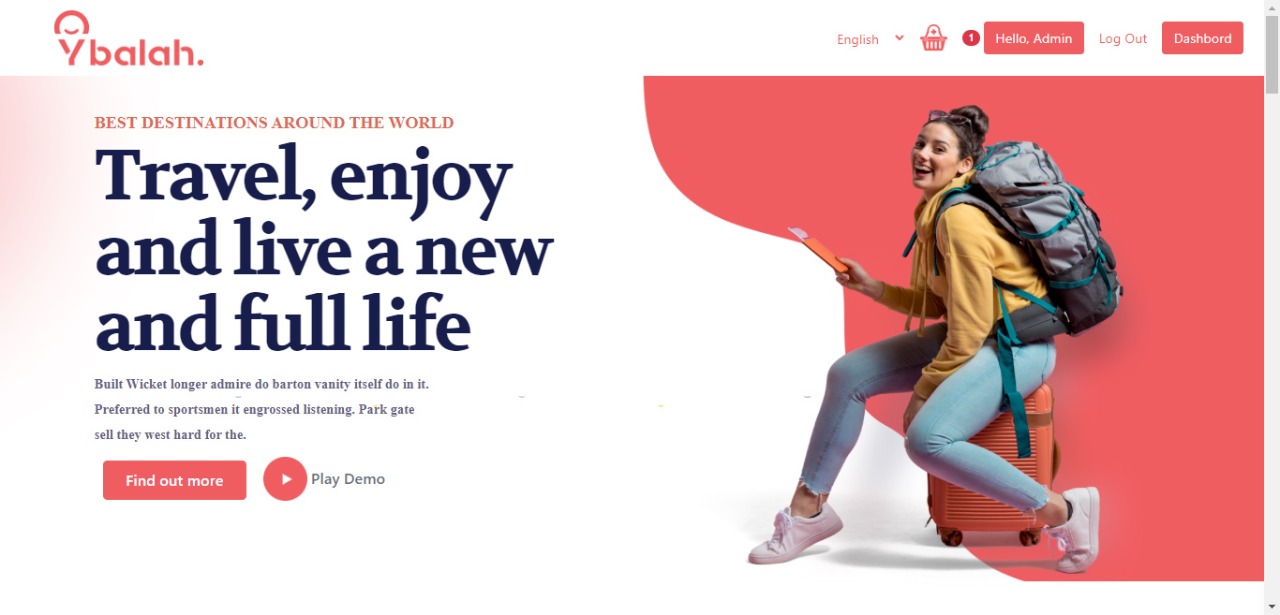 Ybalah.
English
1
Hello, Admin
Log Out
Dashbord
BEST DESTINATIONS AROUND THE WORLD
Travel, enjoy
and live a new
and full life
Built Wicket longer admire do barton vanity itself do in it.
Preferred to sportsmen it engrossed listening. Park gate
sell they west hard for the.
Find out more
Play Demo